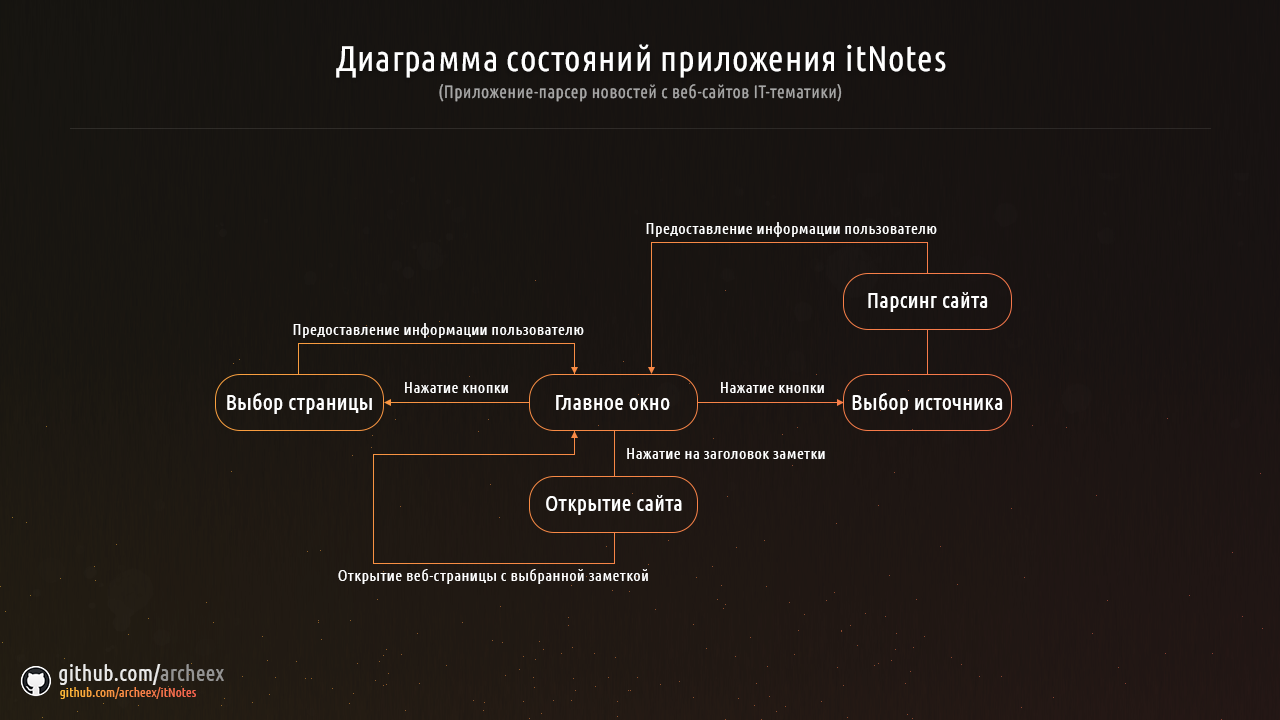 Диаграмма состояний приложения itNotes
(Приложение-парсер новостей с веб-сайтов IT-тематики)
Предоставление информации пользователю
Парсинг сайта
Предоставление информации пользователю
Выбор страницы
Нажатие кнопки
Главное окно
Нажатие кнопки
Выбор источника
Нажатие на заголовок заметки
Открытие сайта
Открытие веб-страницы с выбранной заметкой
github.com/archeex
github.com/archeex/itNotes